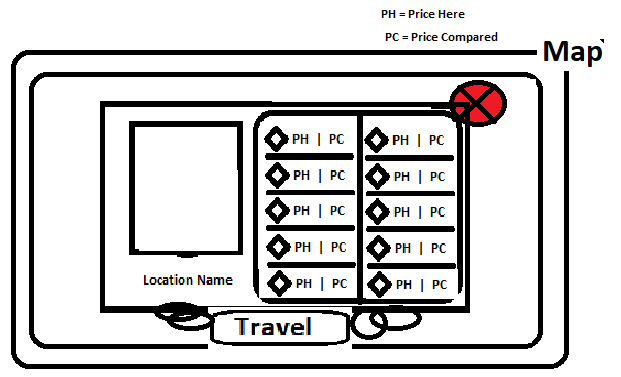 PH = Price Here
PC = Price Compared
Map
PH | PC PH | PC
PH | PC PH | PC
PH | PC PH | PC
PH | PC PH | PC
PH | PC PH | PC
Location Name
Travel